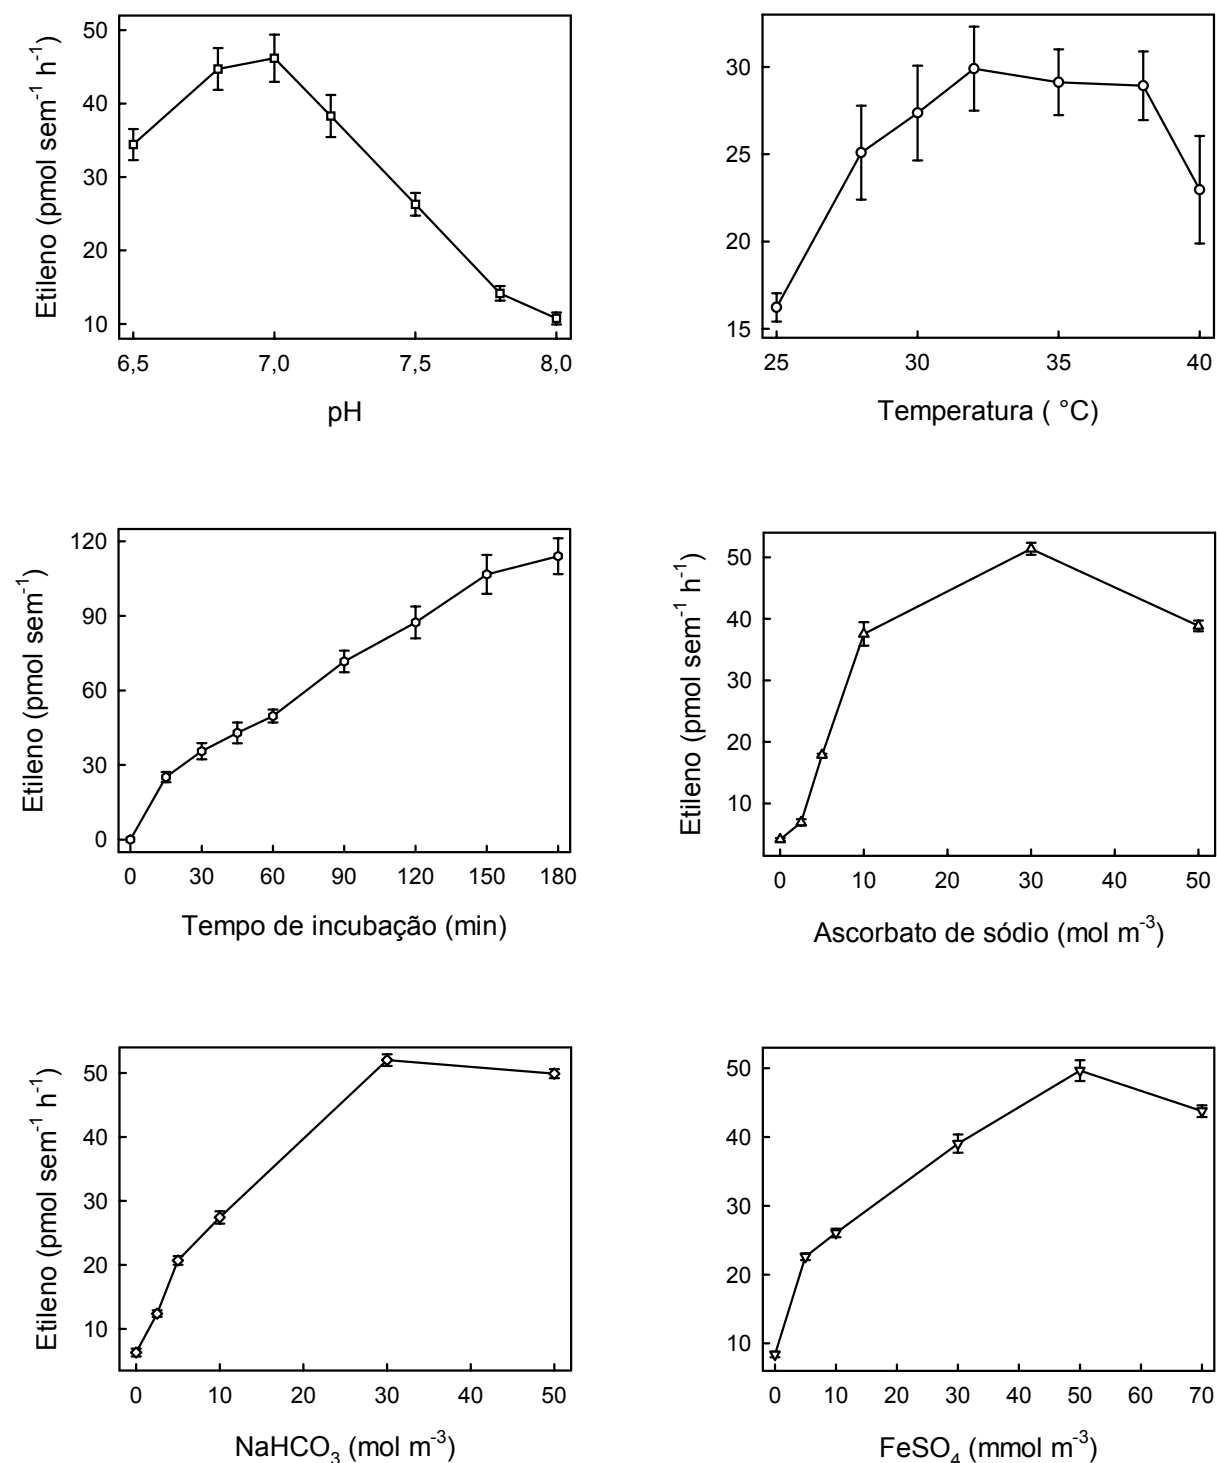 Etileno (pmol sem⁻¹ h⁻¹)
50
40
30
20
10
6,5 7,0 7,5 8,0
pH
30
25
20
15
25 30 35 40
Temperatura ( °C)
Etileno (pmol sem⁻¹)
120
90
60
30
0
0 30 60 90 120 150 180
Tempo de incubação (min)
Etileno (pmol sem⁻¹ h⁻¹)
50
40
30
20
10
0 10 20 30 40 50
Ascorbato de sódio (mol m⁻³)
Etileno (pmol sem⁻¹ h⁻¹)
50
40
30
20
10
0 10 20 30 40 50
NaHCO₃ (mol m⁻³)
50
40
30
20
10
0 10 20 30 40 50 60 70
FeSO₄ (mmol m⁻³)